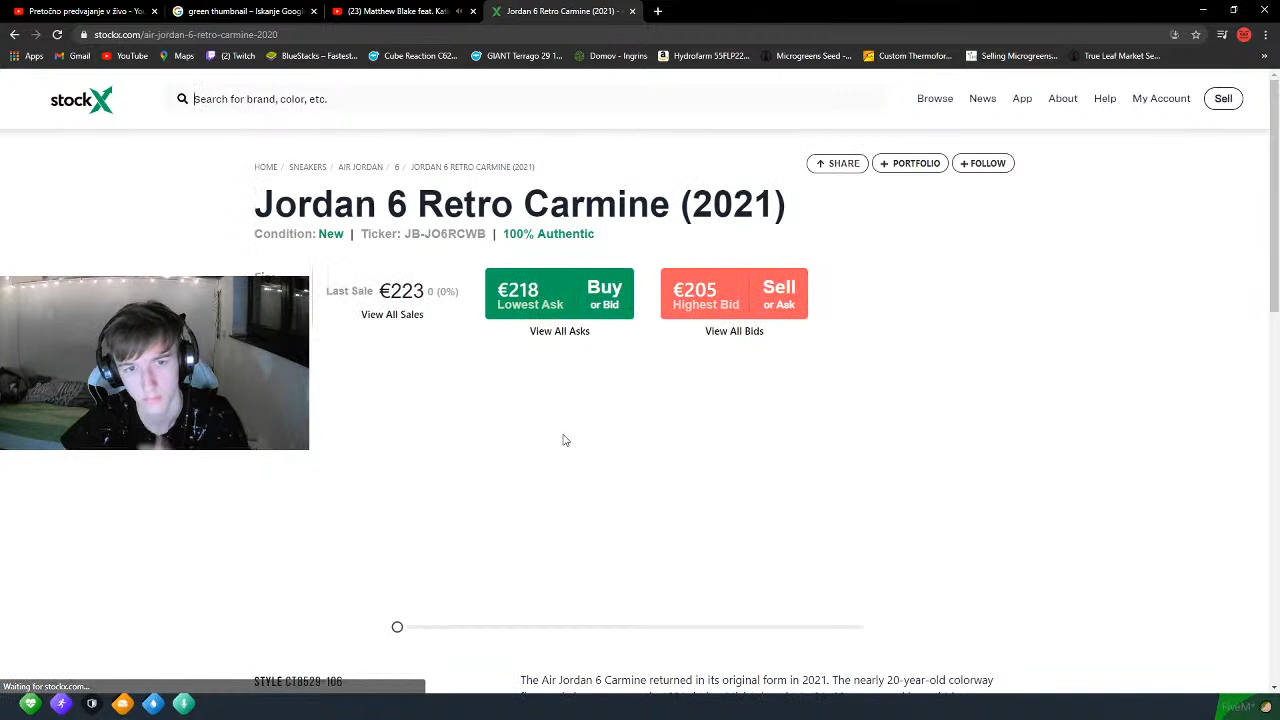 Pretočno predvajanje v živo - You
green thumbnail - Iskanje Google
(23) Matthew Blake feat. Kati
Jordan 6 Retro Carmine (2021) -
stockx.com/air-jordan-6-retro-carmine-2020
Apps
Gmail
YouTube
Maps
(2) Twitch
BlueStacks - Fastest...
Cube Reaction C62...
GIANT Terrago 29 1...
Domov - Ingrins
Hydrofarm 55FLP22...
Microgreens Seed -...
Custom Thermofor...
Selling Microgreens...
True Leaf Market Se...
stockX
Search for brand, color, etc.
Browse
News
App
About
Help
My Account
Sell
HOME / SNEAKERS / AIR JORDAN / 6 / JORDAN 6 RETRO CARMINE (2021)
SHARE
+ PORTFOLIO
+ FOLLOW
Jordan 6 Retro Carmine (2021)
Condition: New | Ticker: JB-JO6RCWB | 100% Authentic
Last Sale €223 0 (0%)
View All Sales
€218
Lowest Ask
Buy
or Bid
View All Asks
€205
Highest Bid
Sell
or Ask
View All Bids
STYLE CT8529-106
The Air Jordan 6 Carmine returned in its original form in 2021. The nearly 20-year-old colorway
Waiting for stockx.com...
FiveM®